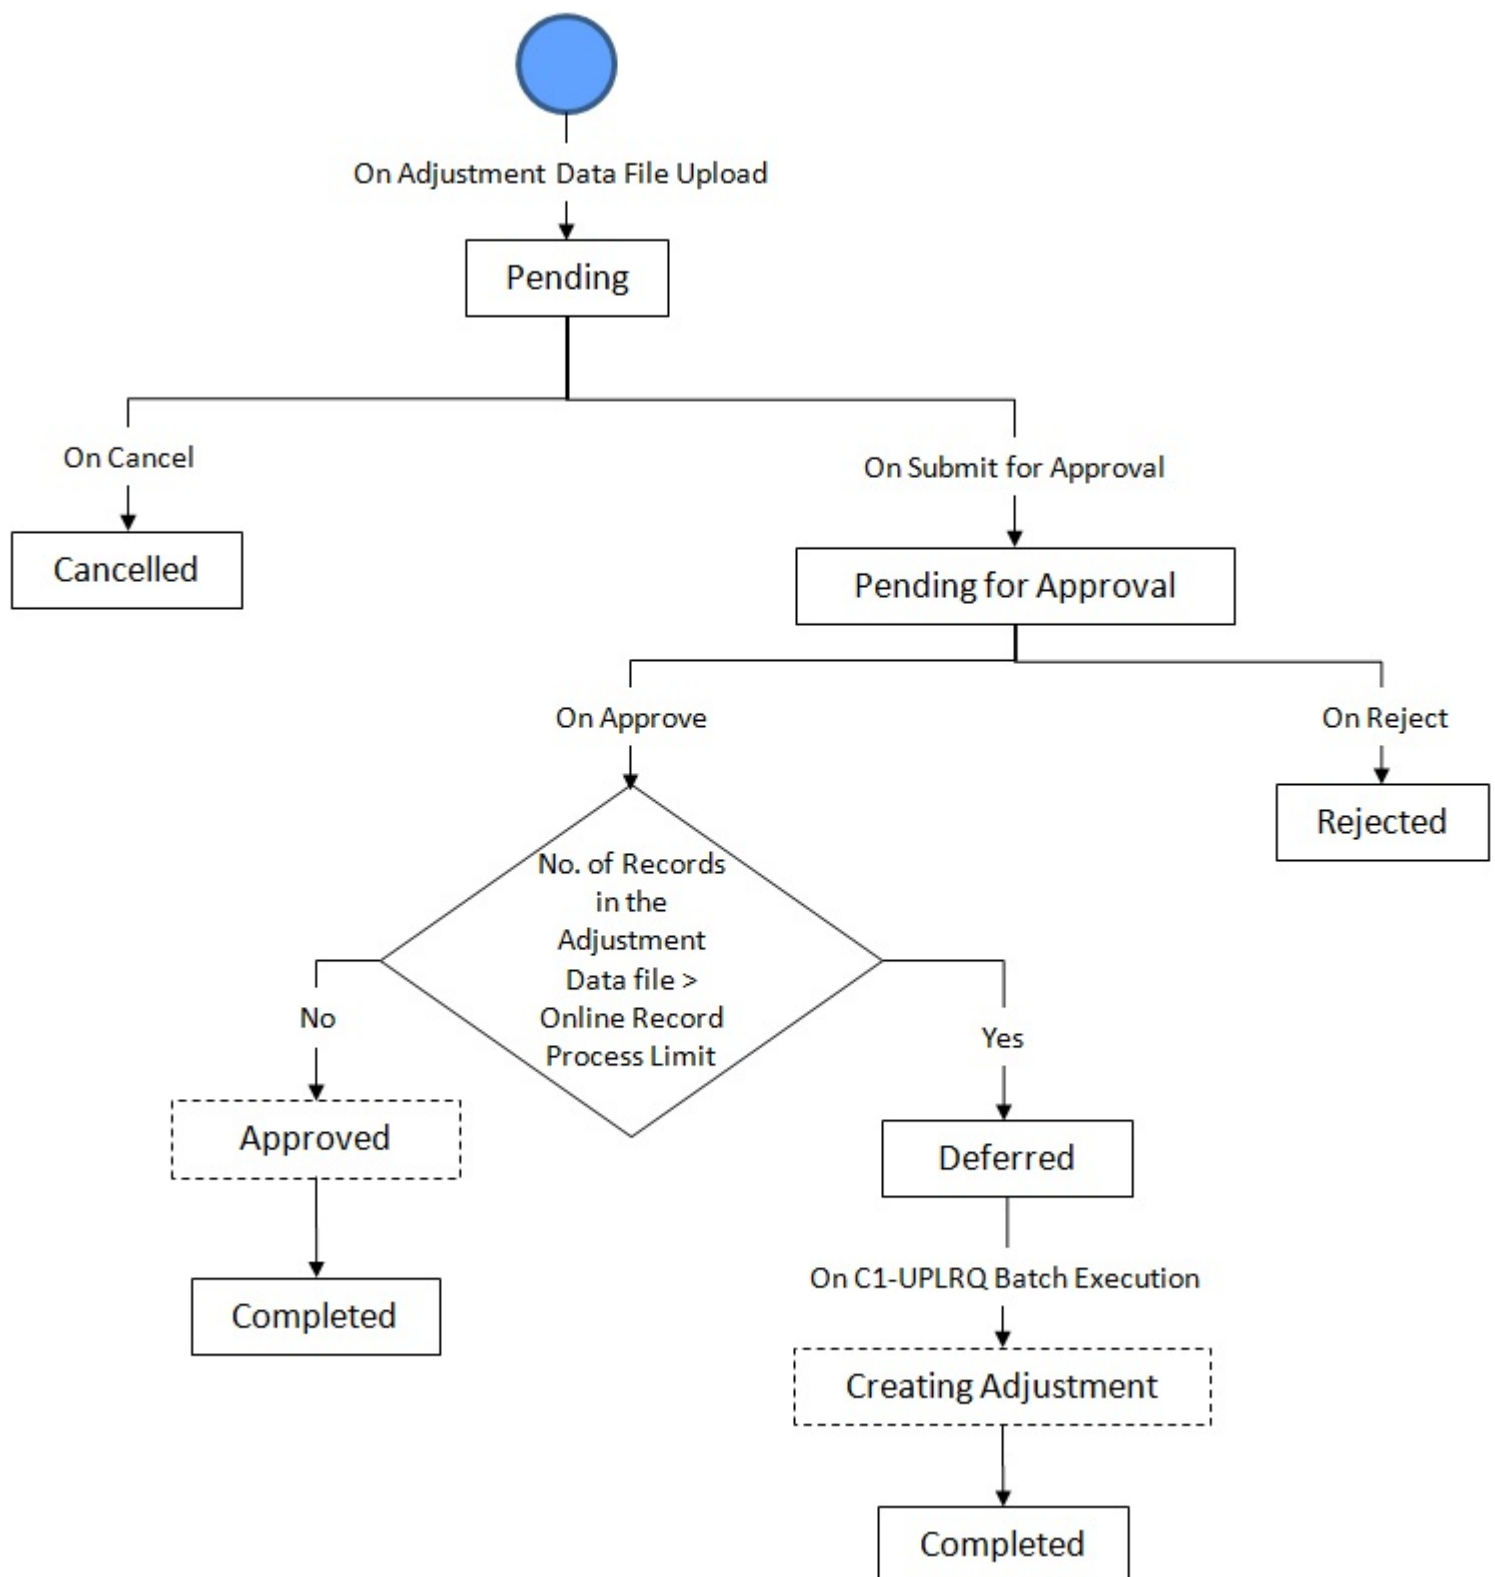 On Adjustment Data File Upload
Pending
On Cancel
On Submit for Approval
Cancelled
Pending for Approval
On Approve
On Reject
Rejected
No. of Records
in the
Adjustment
Data file >
Online Record
Process Limit
No
Yes
Approved
Deferred
On C1-UPLRQ Batch Execution
Completed
Creating Adjustment
Completed